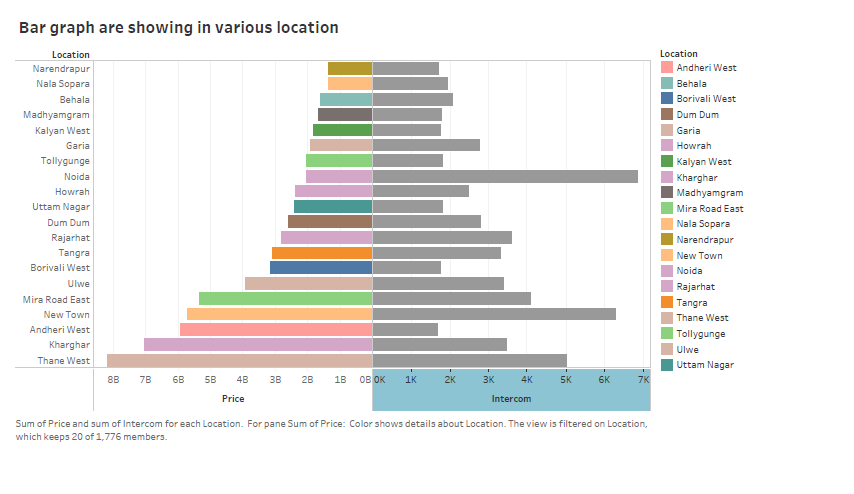 Bar graph are showing in various location
Location
Narendrapur
Nala Sopara
Behala
Madhyamgram
Kalyan West
Garia
Tollygunge
Noida
Howrah
Uttam Nagar
Dum Dum
Rajarhat
Tangra
Borivali West
Ulwe
Mira Road East
New Town
Andheri West
Kharghar
Thane West
8B 7B 6B 5B 4B 3B 2B 1B 0B 0K 1K 2K 3K 4K 5K 6K 7K
Price Intercom
Sum of Price and sum of Intercom for each Location. For pane Sum of Price: Color shows details about Location. The view is filtered on Location,
which keeps 20 of 1,776 members.
Location
Andheri West
Behala
Borivali West
Dum Dum
Garia
Howrah
Kalyan West
Kharghar
Madhyamgram
Mira Road East
Nala Sopara
Narendrapur
New Town
Noida
Rajarhat
Tangra
Thane West
Tollygunge
Ulwe
Uttam Nagar